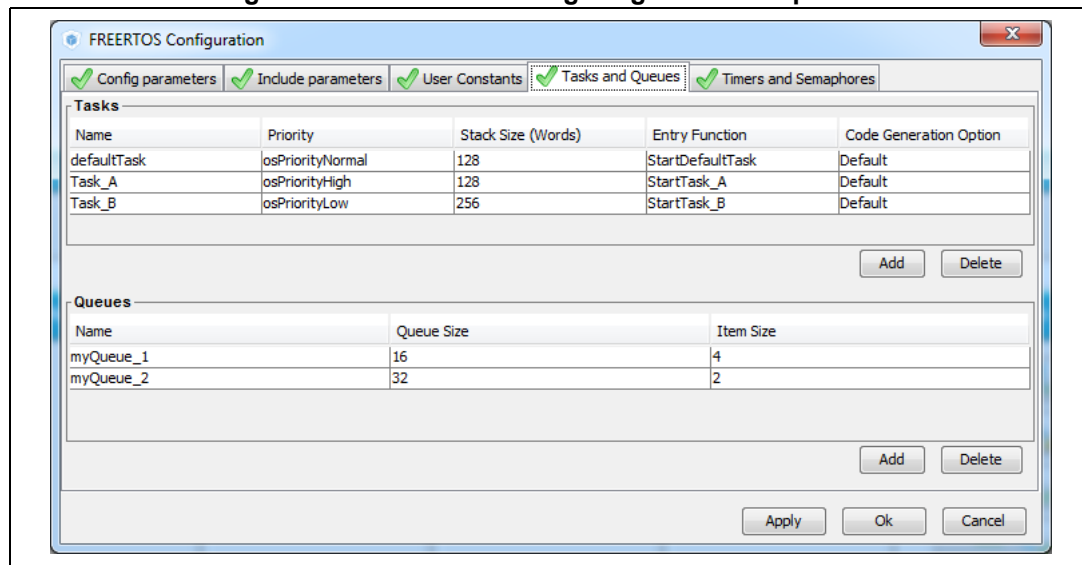 FREERTOS Configuration
Config parameters Include parameters User Constants Tasks and Queues Timers and Semaphores
Tasks
Name Priority Stack Size (Words) Entry Function Code Generation Option
defaultTask osPriorityNormal 128 StartDefaultTask Default
Task_A osPriorityHigh 128 StartTask_A Default
Task_B osPriorityLow 256 StartTask_B Default
Add Delete
Queues
Name Queue Size Item Size
myQueue_1 16 4
myQueue_2 32 2
Add Delete
Apply Ok Cancel